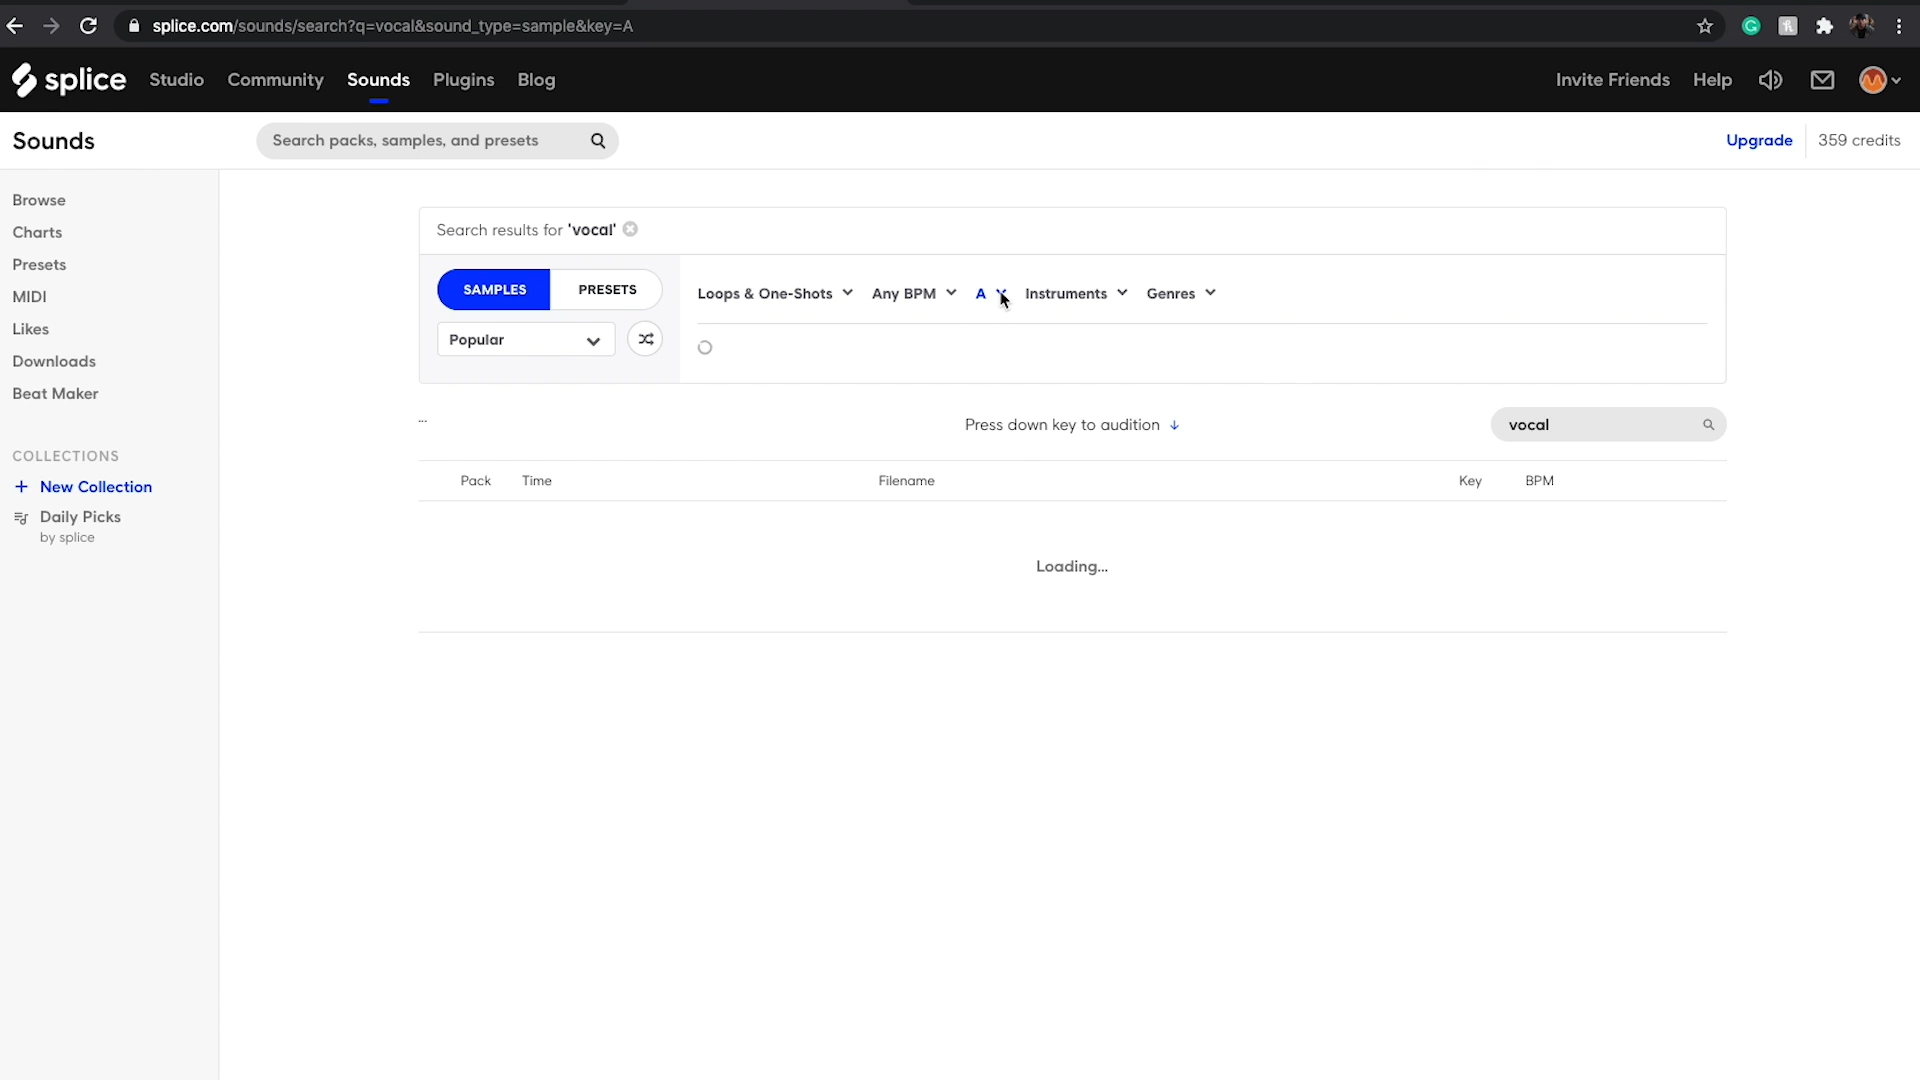 splice.com/sounds/search?q=vocal&sound_type=sample&key=A
splice Studio Community Sounds Plugins Blog Invite Friends Help
Sounds Search packs, samples, and presets Upgrade 359 credits
Browse
Charts
Presets
MIDI
Likes
Downloads
Beat Maker
COLLECTIONS
+ New Collection
Daily Picks
by splice
Search results for 'vocal'
SAMPLES PRESETS
Popular
Loops & One-Shots Any BPM A Instruments Genres
... Press down key to audition ↓ vocal
Pack Time Filename Key BPM
Loading...